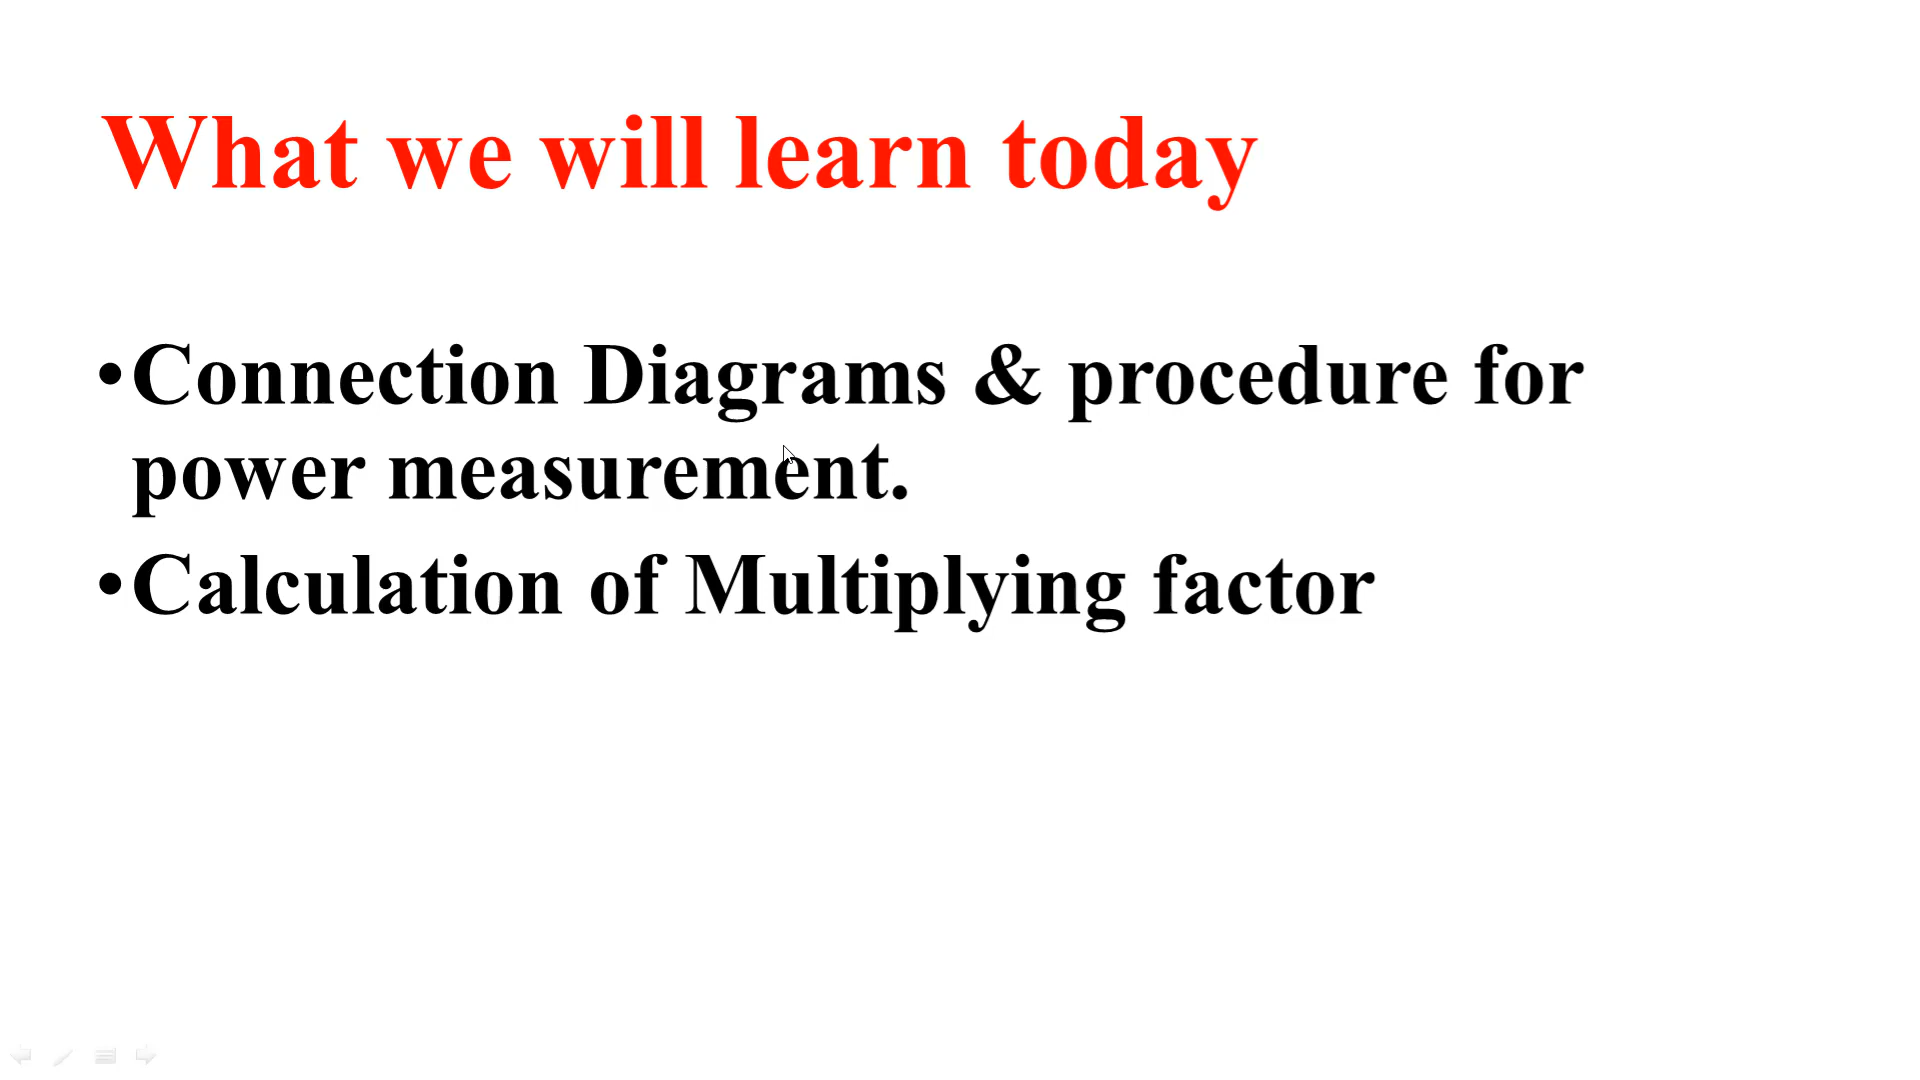 What we will learn today
•Connection Diagrams & procedure for
power measurement.
•Calculation of Multiplying factor